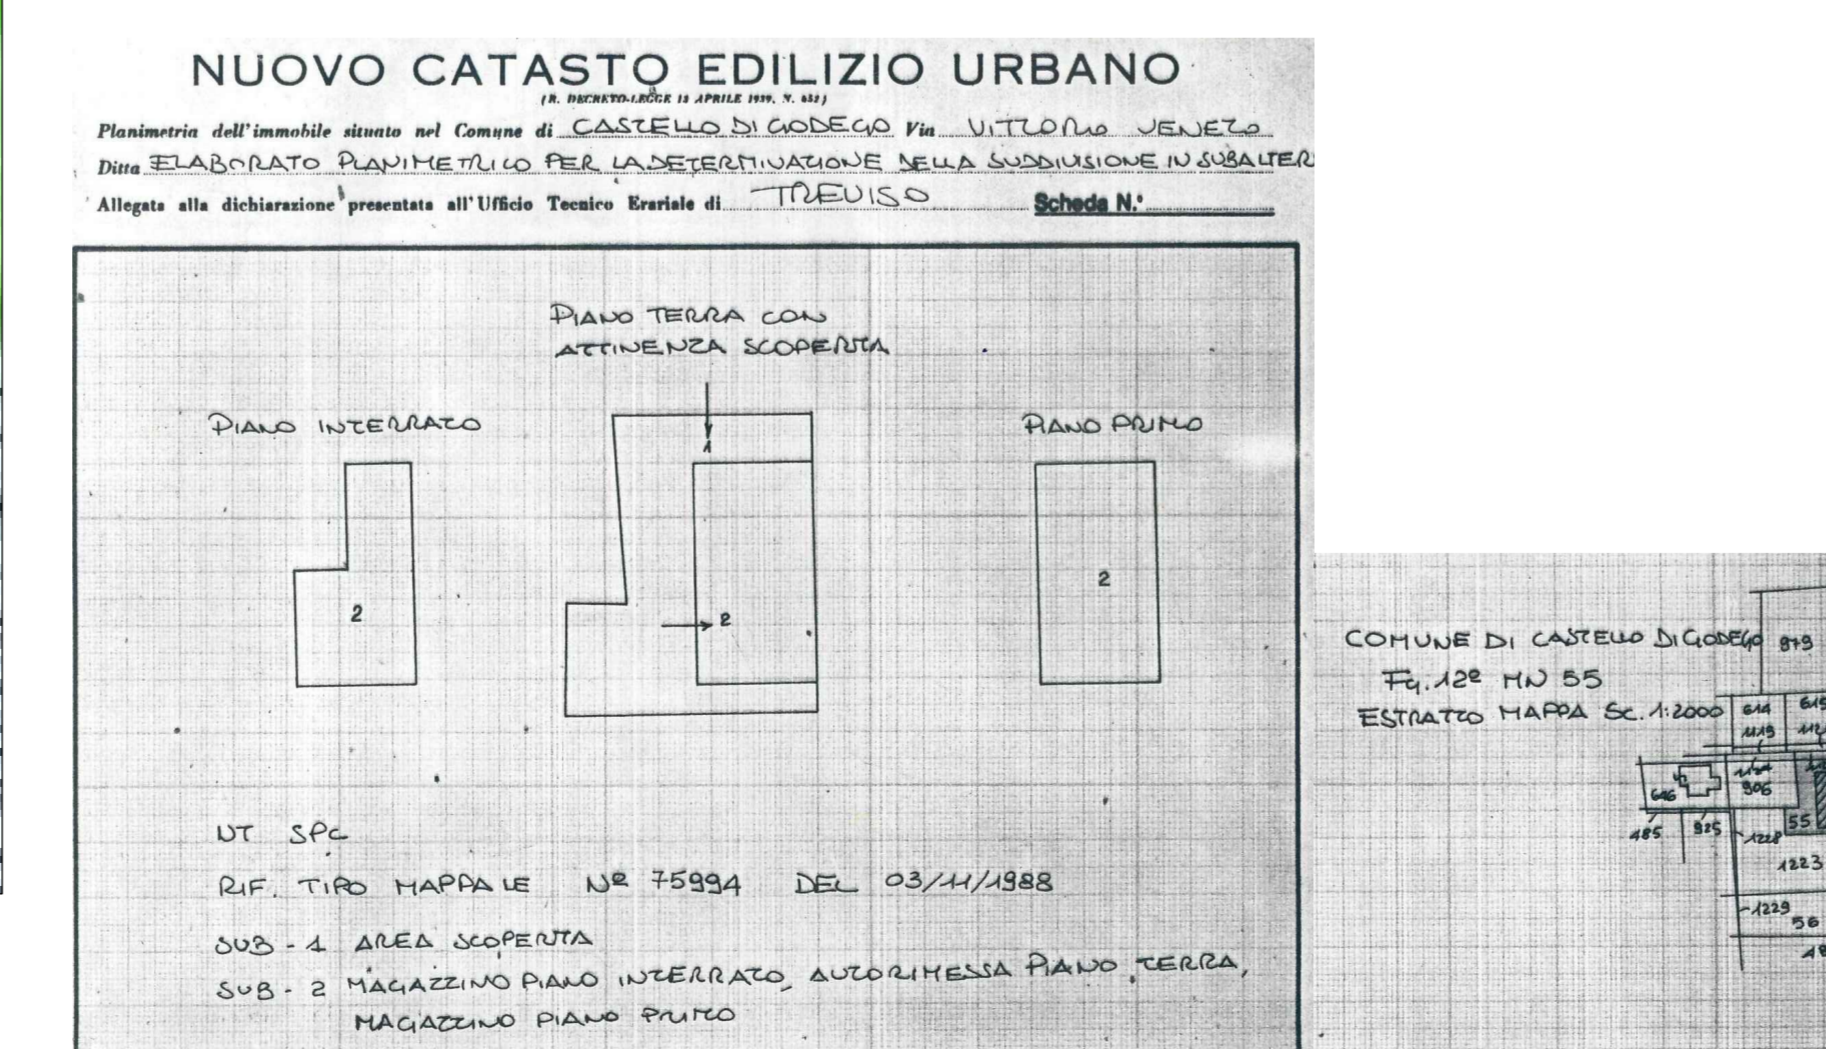 NUOVO CATASTO EDILIZIO URBANO
(R. DECRETO-LEGGE 13 APRILE 1939, N. 652)
Planimetria dell'immobile situato nel Comune di CASTELLO DI GODEGO Via VITTORIO VENETO
Ditta ELABORATO PLANIMETRICO PER LA DETERMINAZIONE DELLA SUDDIVISIONE IN SUBALTER
Allegata alla dichiarazione presentata all'Ufficio Tecnico Erariale di TREVISO Scheda N.°
PIANO TERRA CON
ATTINENZA SCOPERTA
PIANO INTERRATO
PIANO PRIMO
1
2
2
2
NT SPC
RIF. TIPO MAPPALE N° 75994 DEL 03/11/1988
SUB - 1 AREA SCOPERTA
SUB - 2 MAGAZZINO PIANO INTERRATO, AUTORIMESSA PIANO TERRA,
MAGAZZINO PIANO PRIMO
COMUNE DI CASTELLO DI GODEGO
Fg. 12° MN 55
ESTRATTO MAPPA SC. 1:2000
979
614
1119
906
646
485
925
1228
55
1223
1229
56